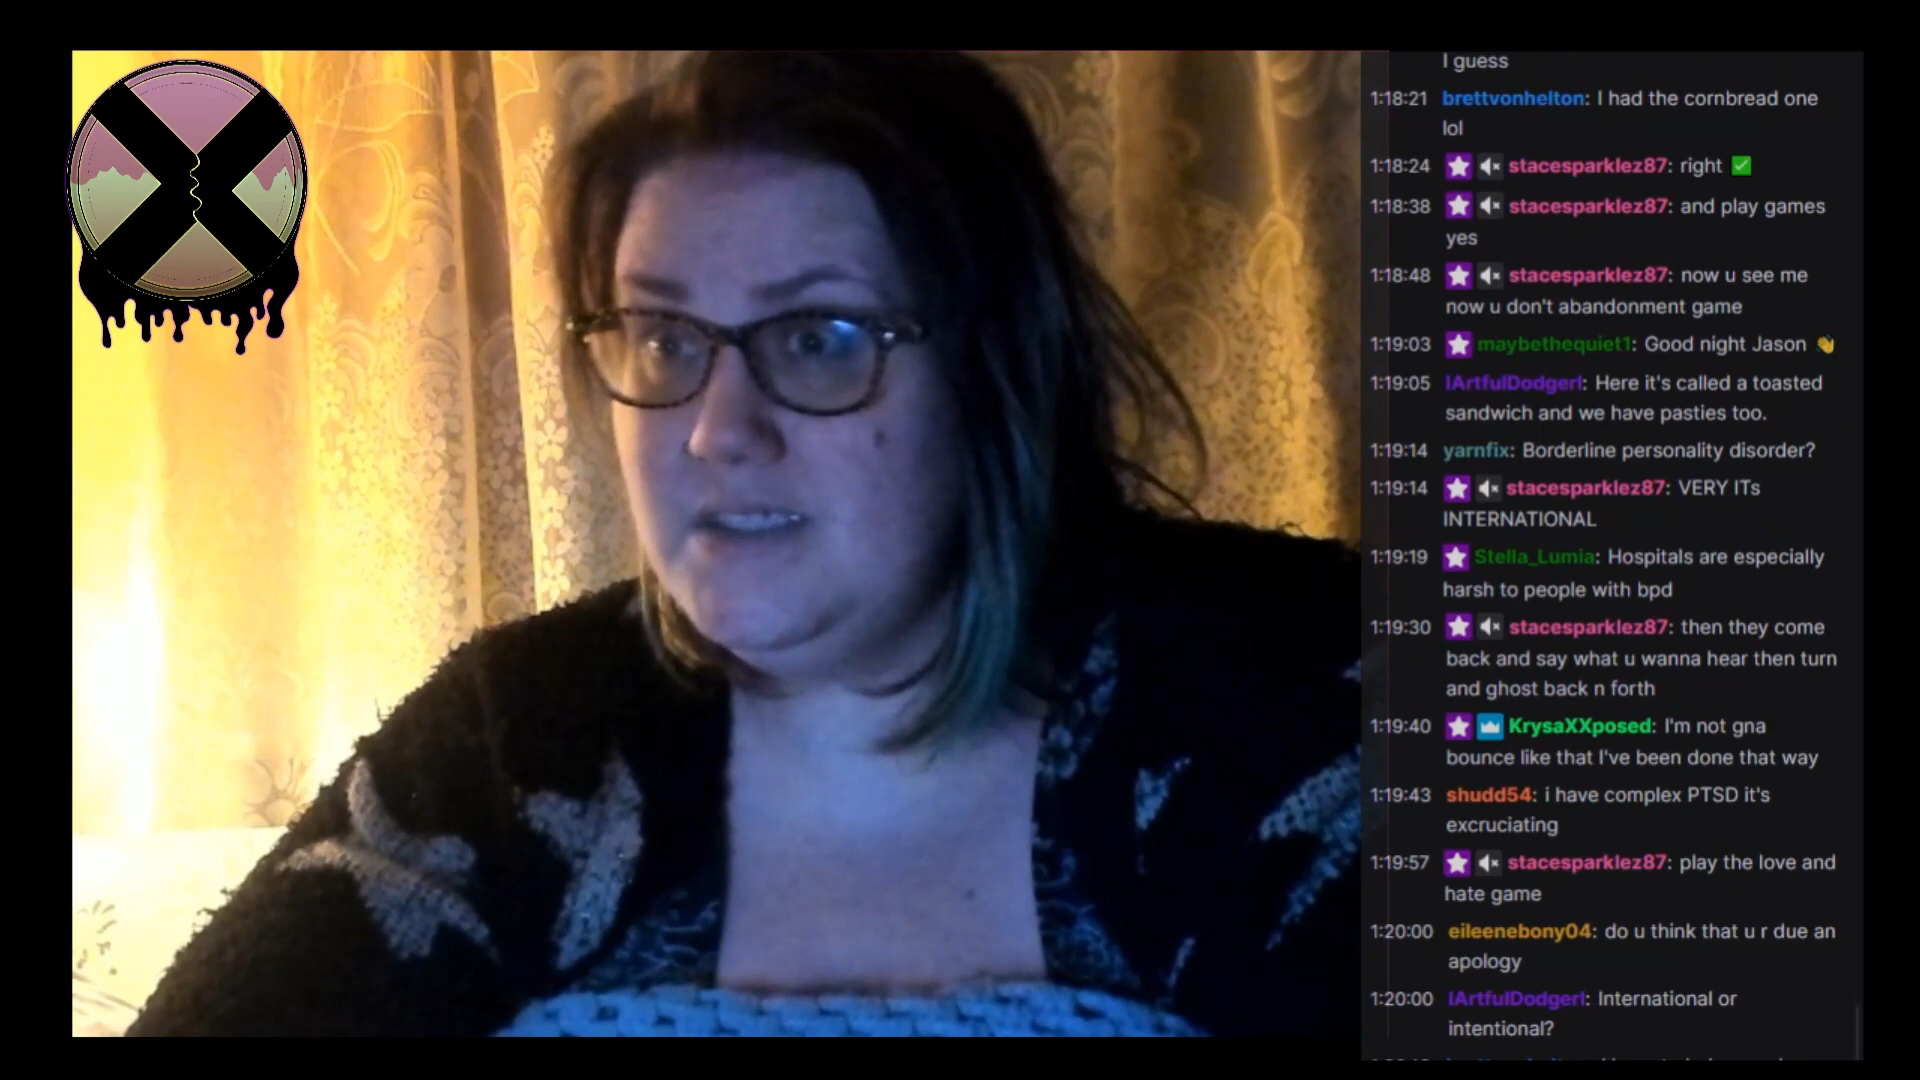 I guess
1:18:21 brettvonhelton: I had the cornbread one
lol
1:18:24 stacesparklez87: right ✅
1:18:38 stacesparklez87: and play games
yes
1:18:48 stacesparklez87: now u see me
now u don't abandonment game
1:19:03 maybethequiet1: Good night Jason 👋
1:19:05 lArtfulDodgerl: Here it's called a toasted
sandwich and we have pasties too.
1:19:14 yarnfix: Borderline personality disorder?
1:19:14 stacesparklez87: VERY ITs
INTERNATIONAL
1:19:19 Stella_Lumia: Hospitals are especially
harsh to people with bpd
1:19:30 stacesparklez87: then they come
back and say what u wanna hear then turn
and ghost back n forth
1:19:40 KrysaXXposed: I'm not gna
bounce like that I've been done that way
1:19:43 shudd54: i have complex PTSD it's
excruciating
1:19:57 stacesparklez87: play the love and
hate game
1:20:00 eileenebony04: do u think that u r due an
apology
1:20:00 lArtfulDodgerl: International or
intentional?